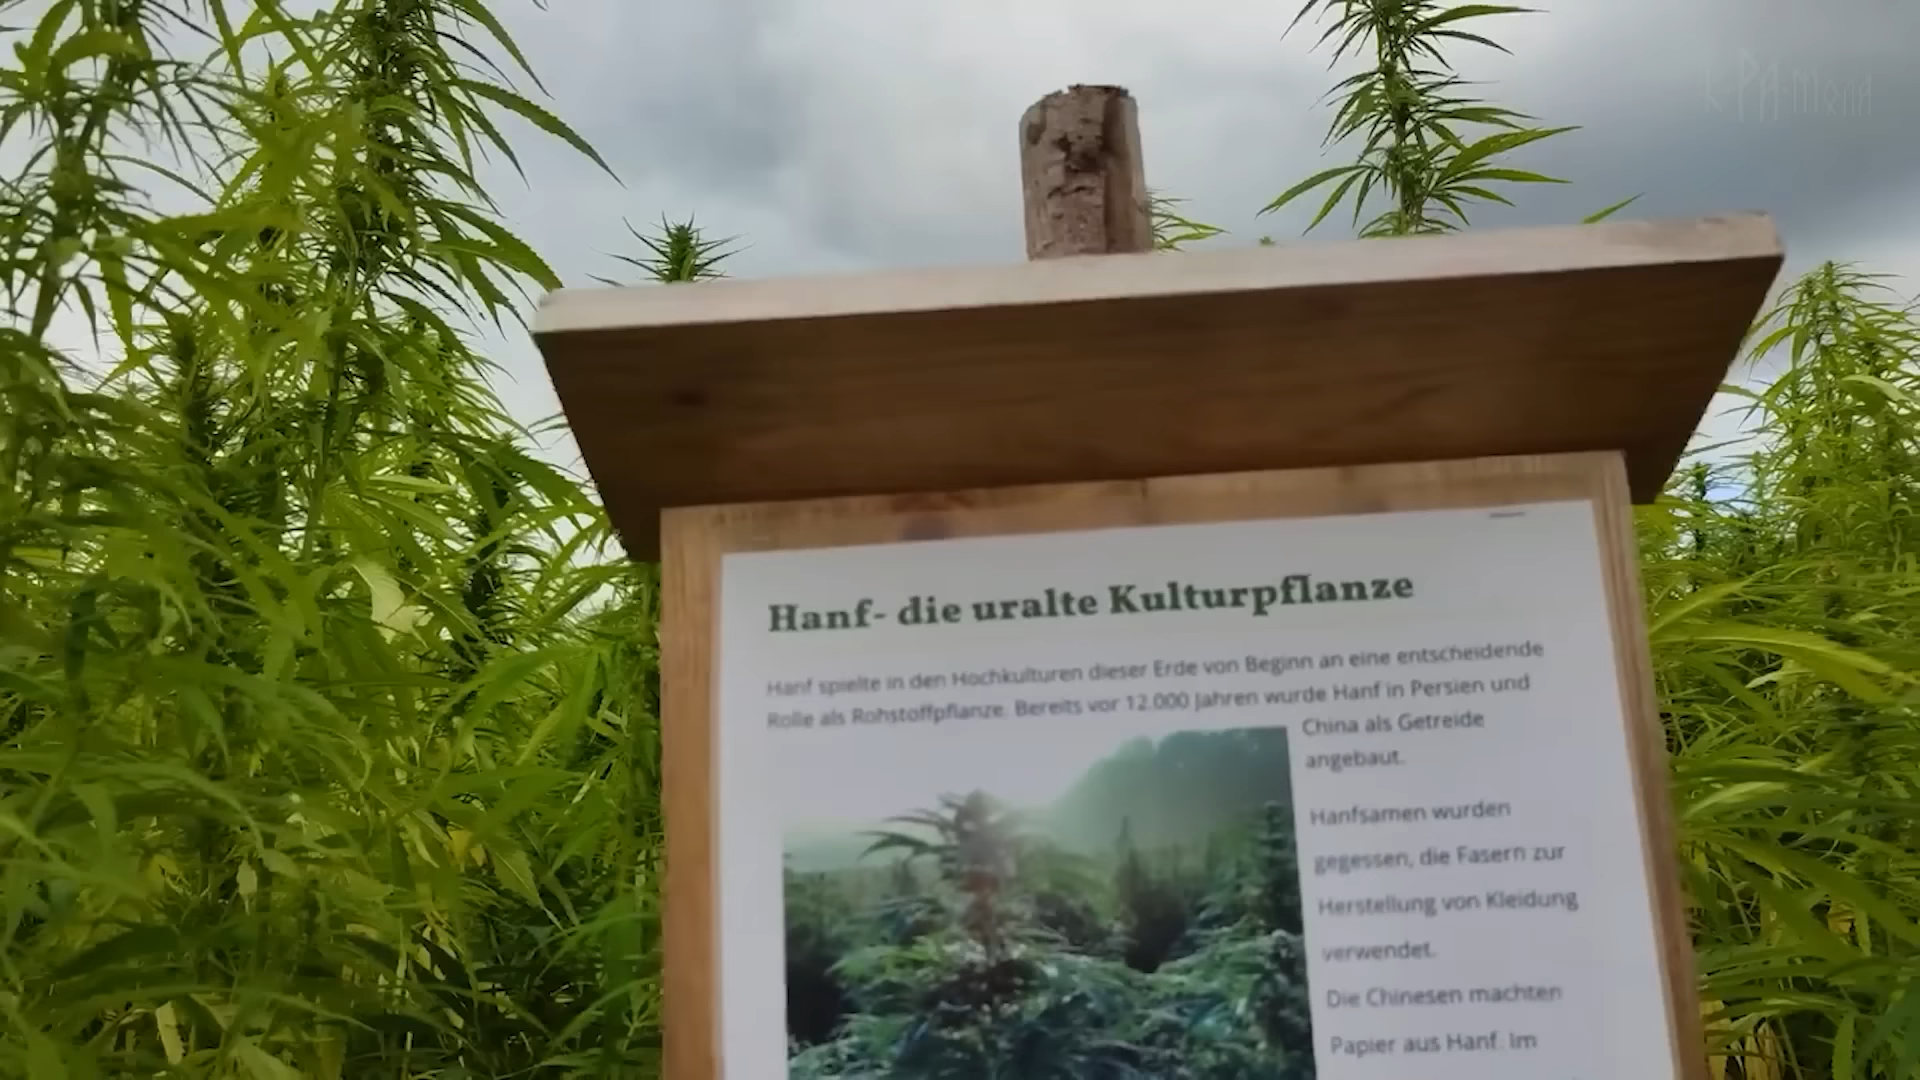 Hanf- die uralte Kulturpflanze
Hanf spielte in den Hochkulturen dieser Erde von Beginn an eine entscheidende
Rolle als Rohstoffpflanze. Bereits vor 12.000 Jahren wurde Hanf in Persien und
China als Getreide
angebaut.
Hanfsamen wurden
gegessen, die Fasern zur
Herstellung von Kleidung
verwendet.
Die Chinesen machten
Papier aus Hanf. Im